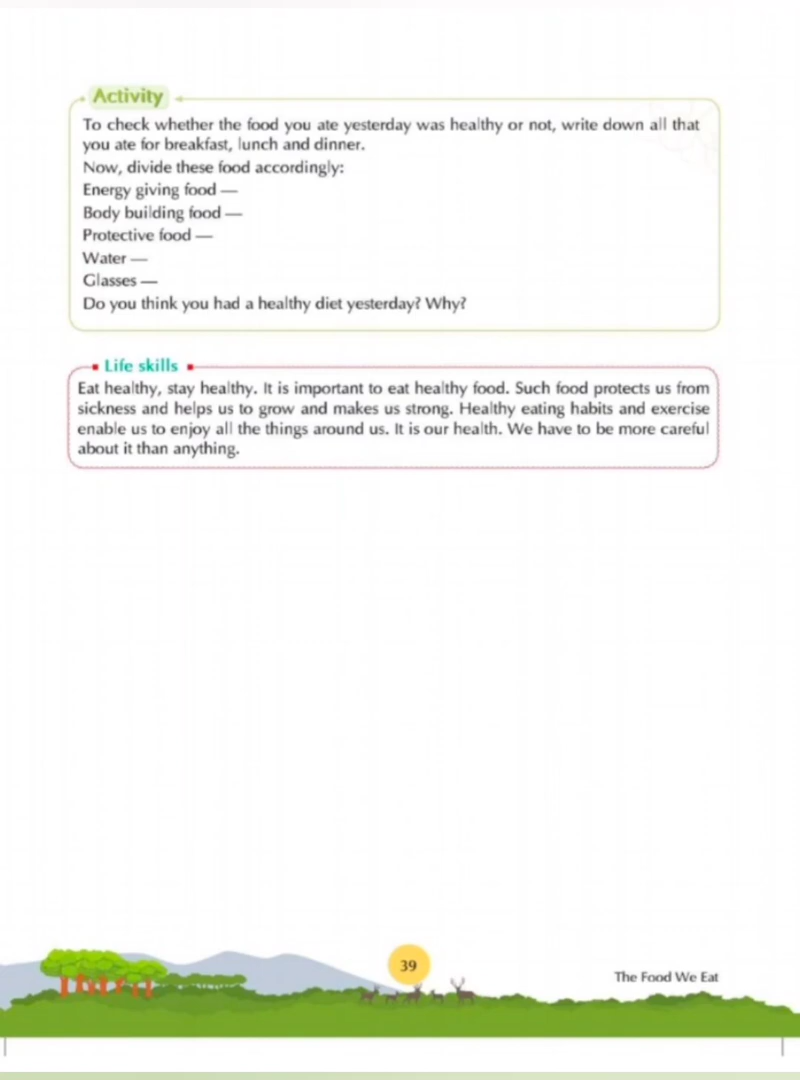 Activity
To check whether the food you ate yesterday was healthy or not, write down all that
you ate for breakfast, lunch and dinner.
Now, divide these food accordingly:
Energy giving food —
Body building food —
Protective food —
Water —
Glasses —
Do you think you had a healthy diet yesterday? Why?
Life skills
Eat healthy, stay healthy. It is important to eat healthy food. Such food protects us from
sickness and helps us to grow and makes us strong. Healthy eating habits and exercise
enable us to enjoy all the things around us. It is our health. We have to be more careful
about it than anything.
39
The Food We Eat